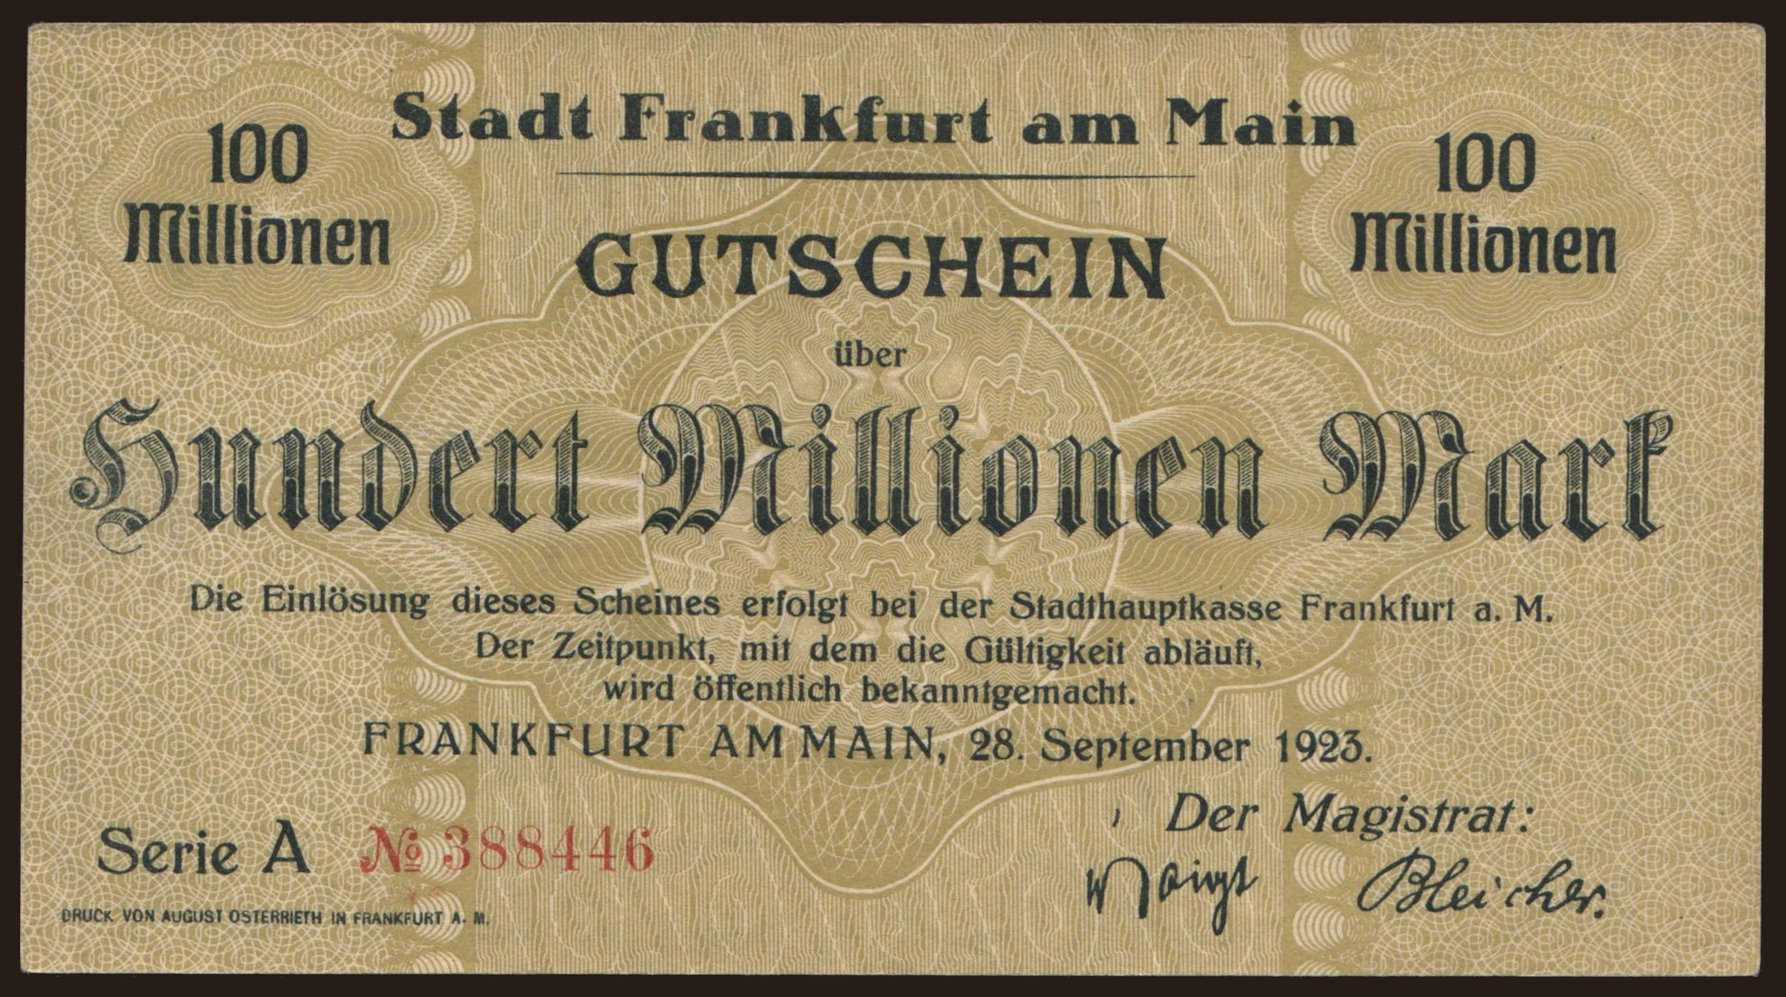 Stadt Frankfurt am Main
100
Millionen
100
Millionen
GUTSCHEIN
über
Hundert Millionen Mark
Die Einlösung dieses Scheines erfolgt bei der Stadthauptkasse Frankfurt a. M.
Der Zeitpunkt, mit dem die Gültigkeit abläuft,
wird öffentlich bekanntgemacht.
FRANKFURT AM MAIN, 28. September 1923.
Der Magistrat:
Serie A № 388446
Voigt Bleicher.
DRUCK VON AUGUST OSTERRIETH IN FRANKFURT A. M.